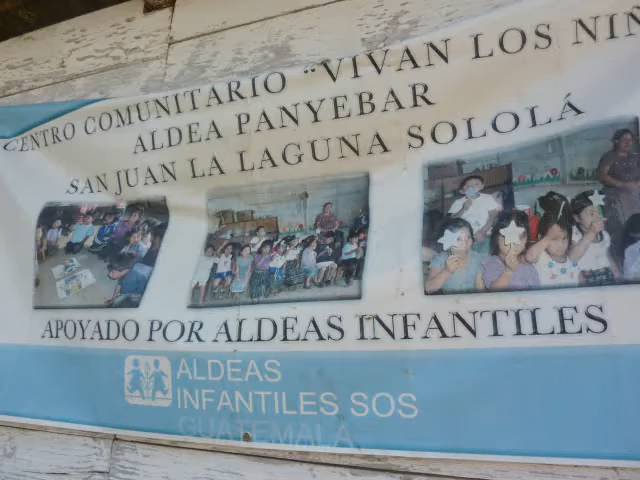 CENTRO COMUNITARIO "VIVAN LOS NIÑ
ALDEA PANYEBAR
SAN JUAN LA LAGUNA SOLOLÁ
APOYADO POR ALDEAS INFANTILES
ALDEAS
INFANTILES SOS
GUATEMALA